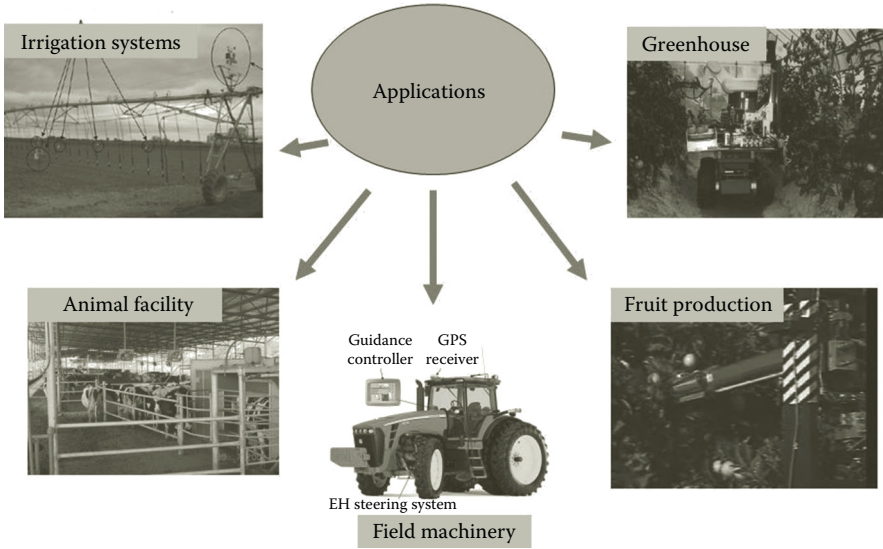 Irrigation systems
Applications
Greenhouse
Animal facility
Fruit production
Guidance
controller
GPS
receiver
EH steering system
Field machinery